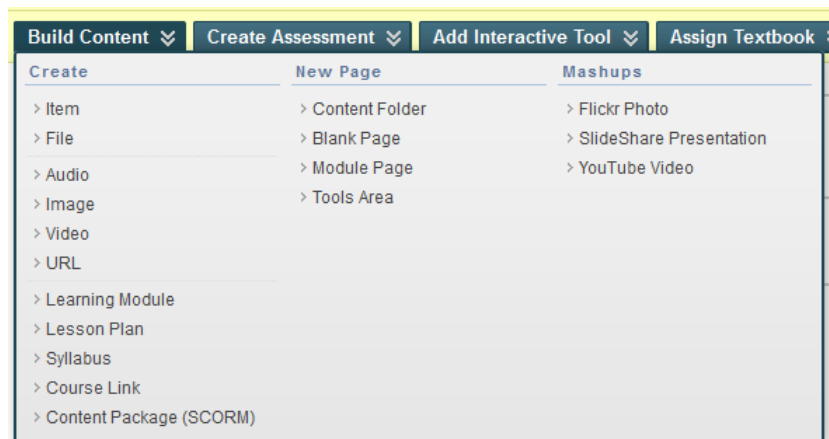 Build Content
Create Assessment
Add Interactive Tool
Assign Textbook
Create
Item
File
Audio
Image
Video
URL
Learning Module
Lesson Plan
Syllabus
Course Link
Content Package (SCORM)
New Page
Content Folder
Blank Page
Module Page
Tools Area
Mashups
Flickr Photo
SlideShare Presentation
YouTube Video